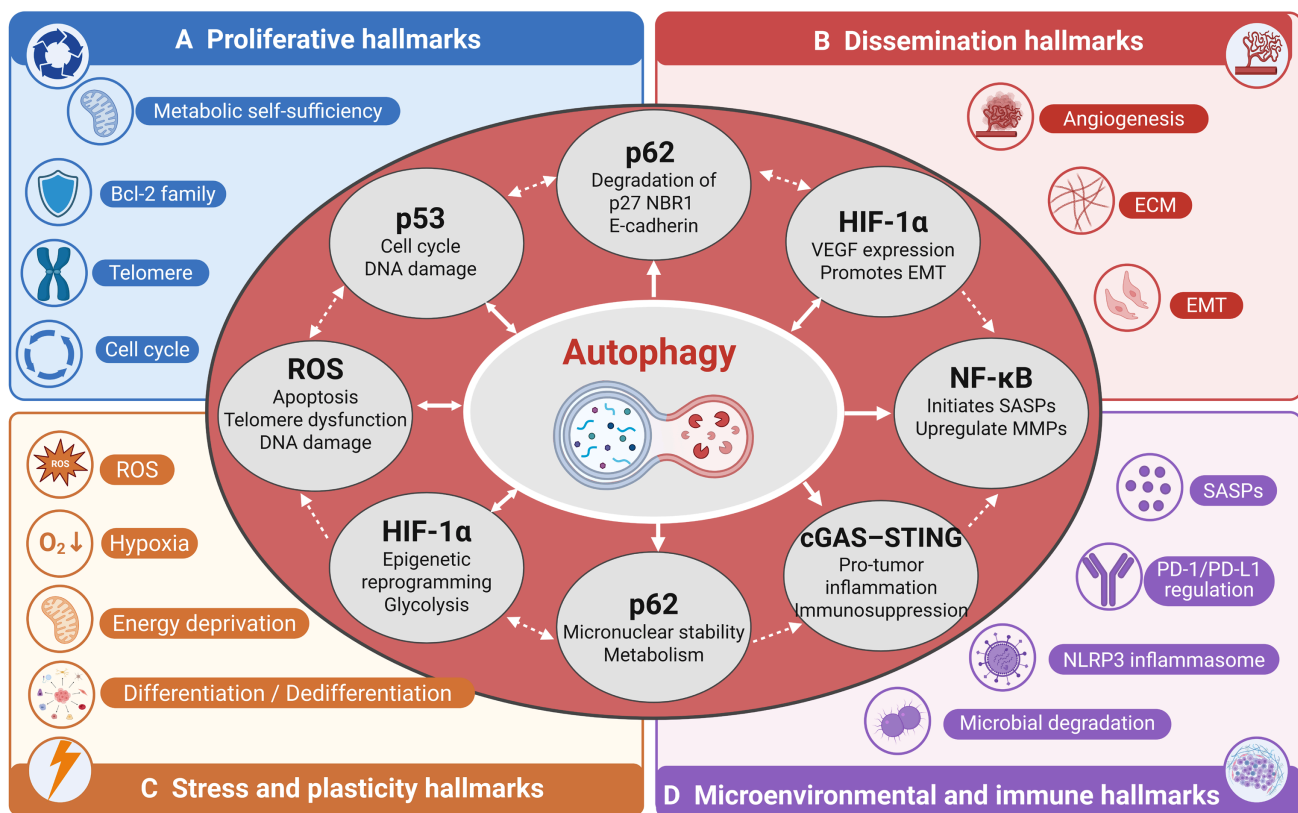 A Proliferative hallmarks
Metabolic self-sufficiency
Bcl-2 family
Telomere
Cell cycle
B Dissemination hallmarks
Angiogenesis
ECM
EMT
p62
Degradation of
p27 NBR1
E-cadherin
p53
Cell cycle
DNA damage
HIF-1α
VEGF expression
Promotes EMT
Autophagy
ROS
Apoptosis
Telomere dysfunction
DNA damage
NF-κB
Initiates SASPs
Upregulate MMPs
HIF-1α
Epigenetic
reprogramming
Glycolysis
p62
Micronuclear stability
Metabolism
cGAS–STING
Pro-tumor
inflammation
Immunosuppression
ROS
ROS
O₂↓
Hypoxia
Energy deprivation
Differentiation / Dedifferentiation
C Stress and plasticity hallmarks
SASPs
PD-1/PD-L1
regulation
NLRP3 inflammasome
Microbial degradation
D Microenvironmental and immune hallmarks